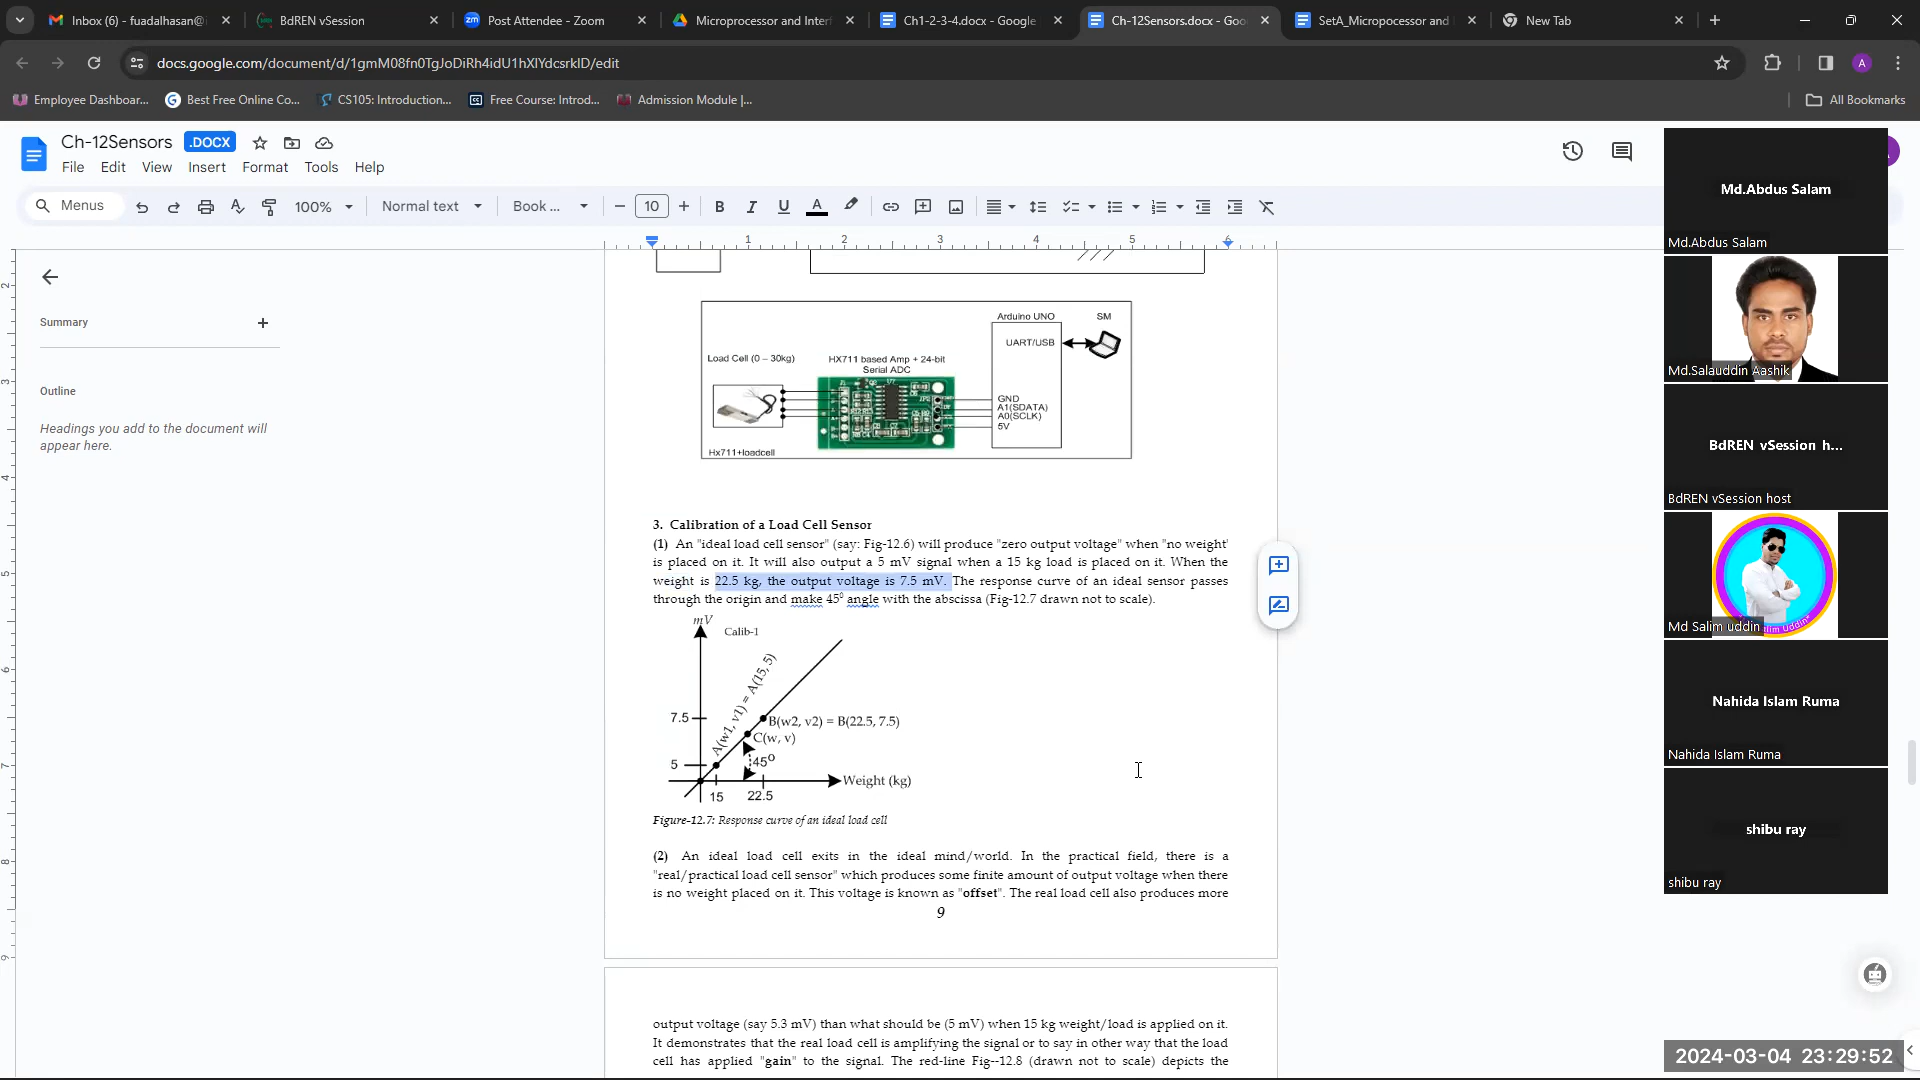 Inbox (6) - fuadalhasan@
BdREN vSession
Post Attendee - Zoom
Microprocessor and Interf
Ch1-2-3-4.docx - Google
Ch-12Sensors.docx - Goo
SetA_Micropocessor and
New Tab
docs.google.com/document/d/1gmM08fn0TgJoDiRh4idU1hXIYdcsrkID/edit
A
Employee Dashboar...
Best Free Online Co...
CS105: Introduction...
Free Course: Introd...
Admission Module |...
All Bookmarks
Ch-12Sensors .DOCX
File Edit View Insert Format Tools Help
Menus 100% Normal text Book ... 10 B I U A
1 2 3 4 5 6
Summary
Outline
Headings you add to the document will
appear here.
Arduino UNO SM
UART/USB
Load Cell (0 – 30kg)
HX711 based Amp + 24-bit
Serial ADC
GND
A1(SDATA)
A0(SCLK)
5V
Hx711+loadcell
3. Calibration of a Load Cell Sensor
(1) An "ideal load cell sensor" (say: Fig-12.6) will produce "zero output voltage" when "no weight'
is placed on it. It will also output a 5 mV signal when a 15 kg load is placed on it. When the
weight is 22.5 kg, the output voltage is 7.5 mV. The response curve of an ideal sensor passes
through the origin and make 45⁰ angle with the abscissa (Fig-12.7 drawn not to scale).
mV
Calib-1
A(w1, v1) = A(15, 5)
7.5
B(w2, v2) = B(22.5, 7.5)
C(w, v)
5
45⁰
Weight (kg)
15 22.5
Figure-12.7: Response curve of an ideal load cell
(2) An ideal load cell exits in the ideal mind/world. In the practical field, there is a
"real/practical load cell sensor" which produces some finite amount of output voltage when there
is no weight placed on it. This voltage is known as "offset". The real load cell also produces more
9
output voltage (say 5.3 mV) than what should be (5 mV) when 15 kg weight/load is applied on it.
It demonstrates that the real load cell is amplifying the signal or to say in other way that the load
cell has applied "gain" to the signal. The red-line Fig--12.8 (drawn not to scale) depicts the
Md.Abdus Salam
Md.Abdus Salam
Md.Salauddin Aashik
BdREN vSession h...
BdREN vSession host
Md Salim uddin
Nahida Islam Ruma
Nahida Islam Ruma
shibu ray
shibu ray
2024-03-04 23:29:52